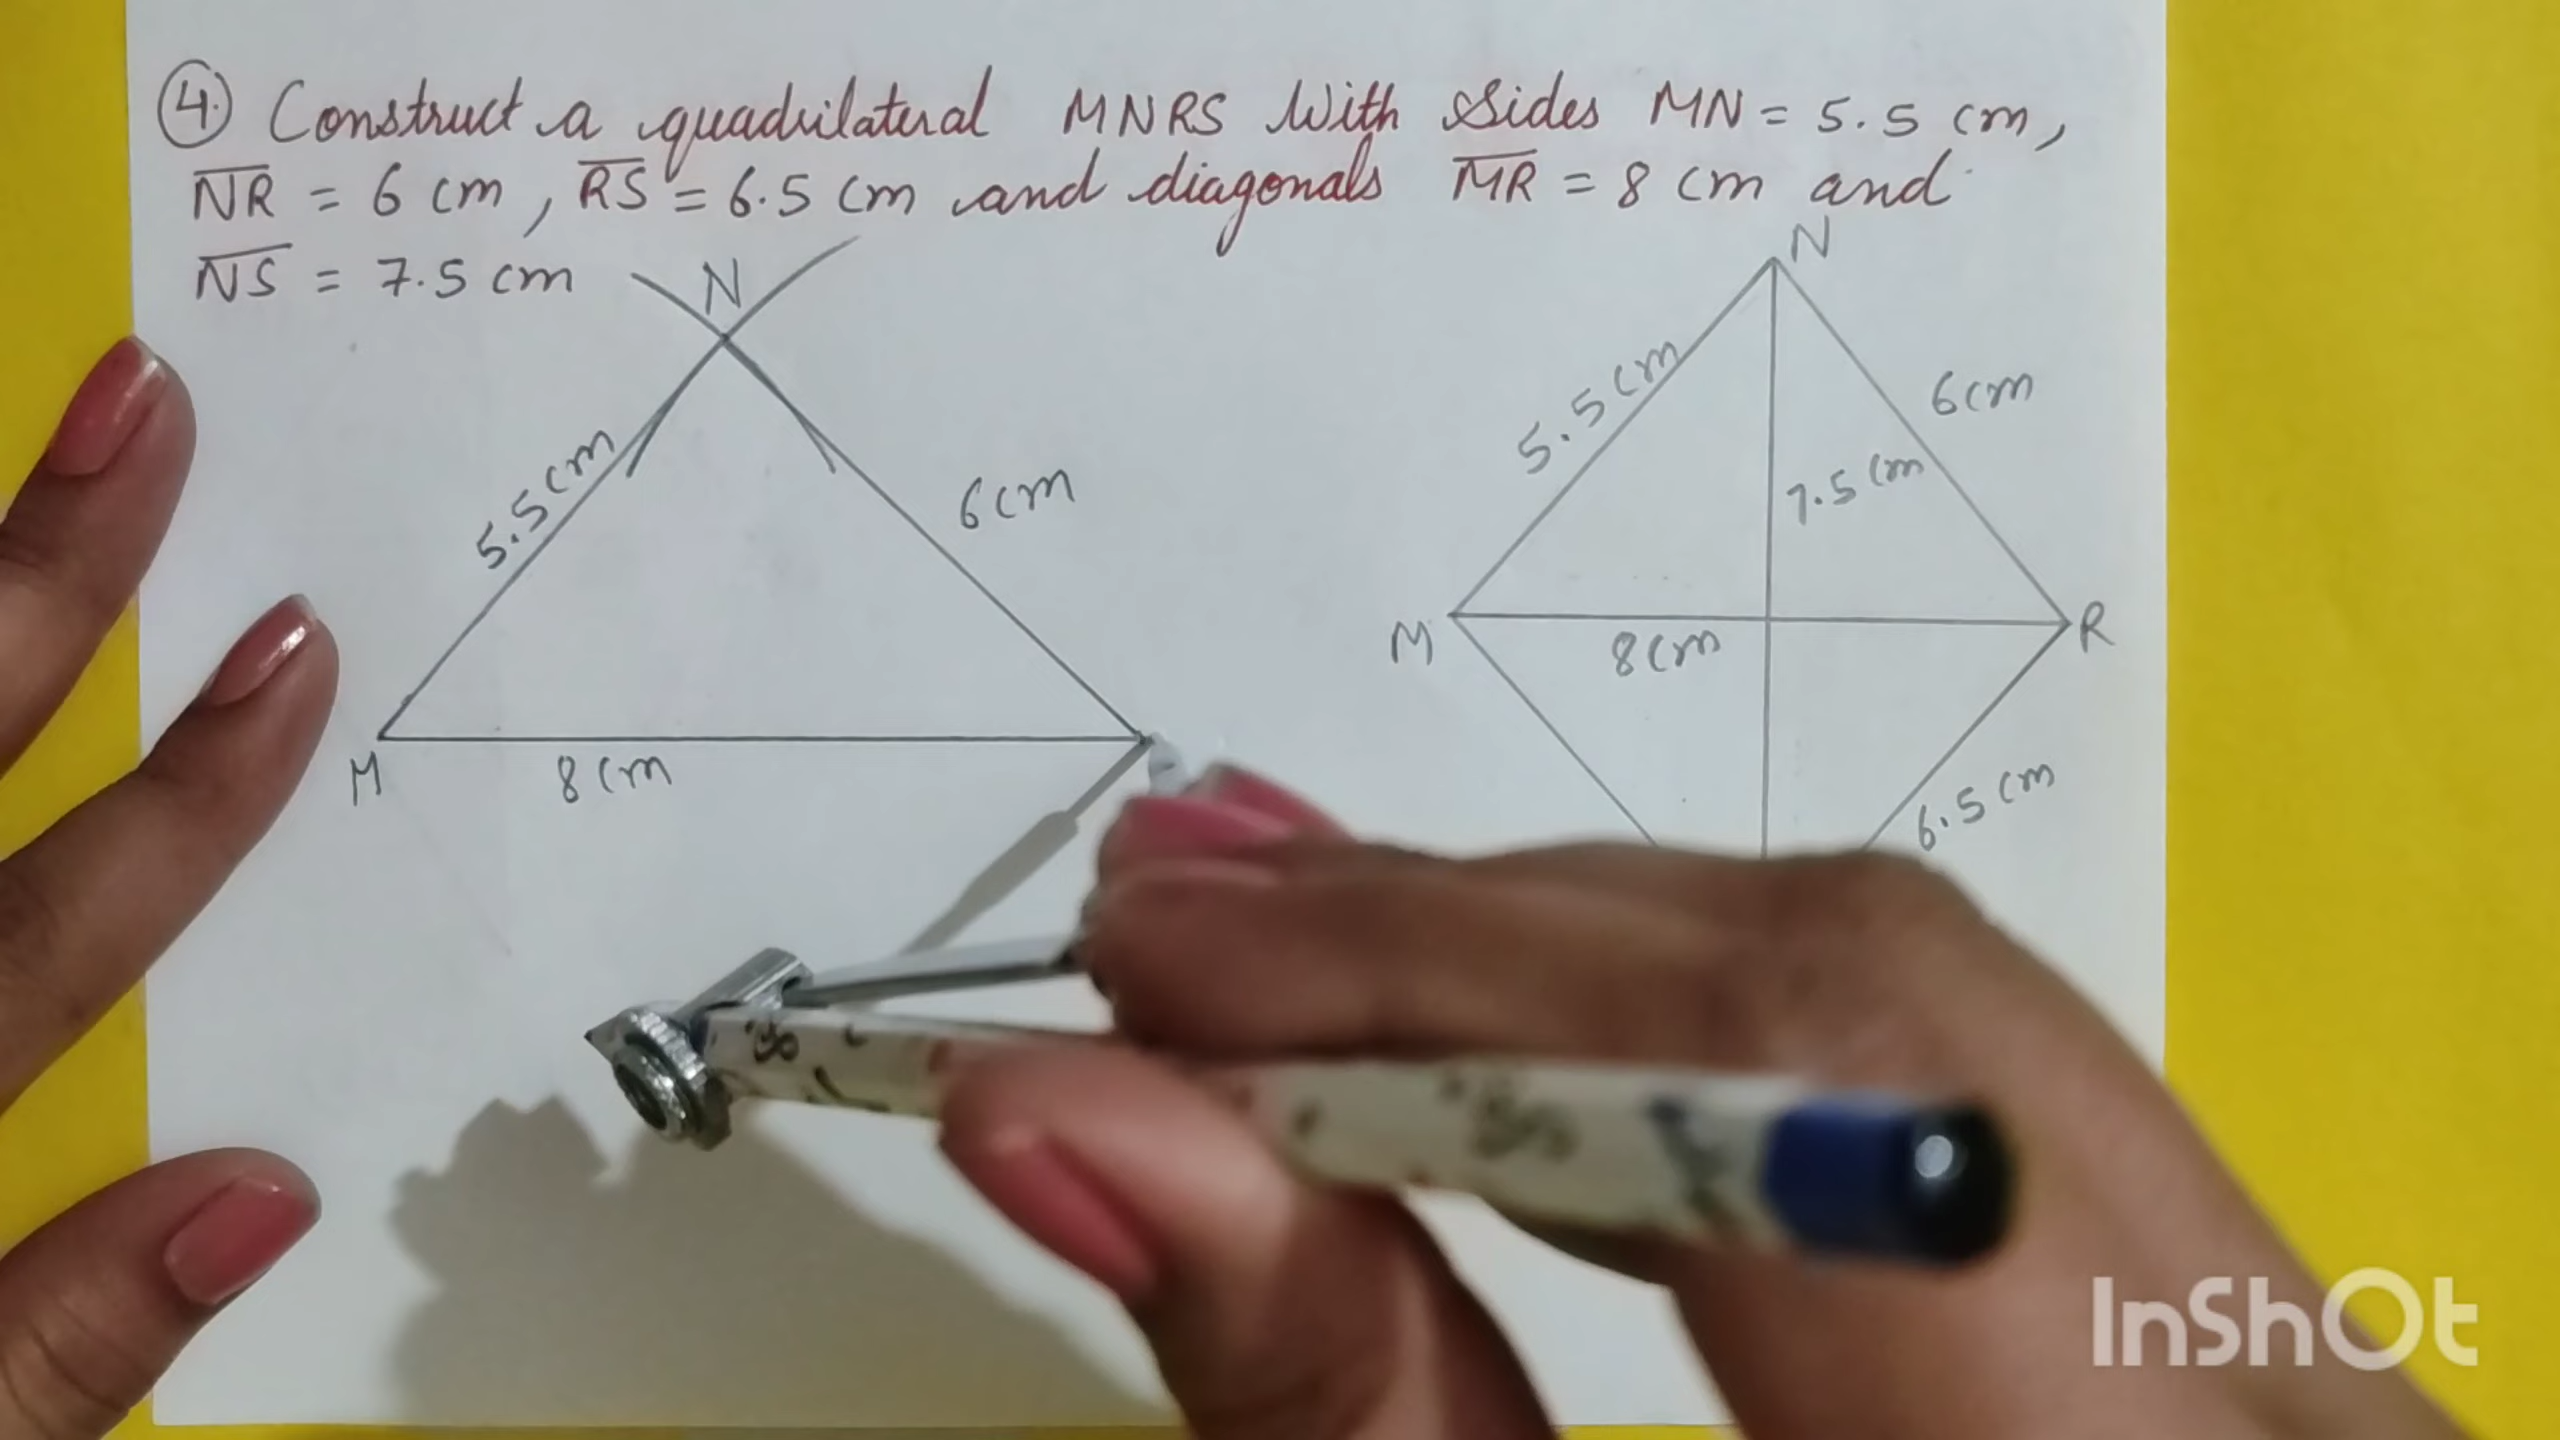 4. Construct a quadrilateral MNRS With sides MN = 5.5 cm,
NR = 6 cm, RS = 6.5 cm and diagonals MR = 8 cm and
NS = 7.5 cm
N
5.5 cm
6 cm
M
8 cm
N
5.5 cm
6 cm
7.5 cm
M
8 cm
R
6.5 cm
InShOt